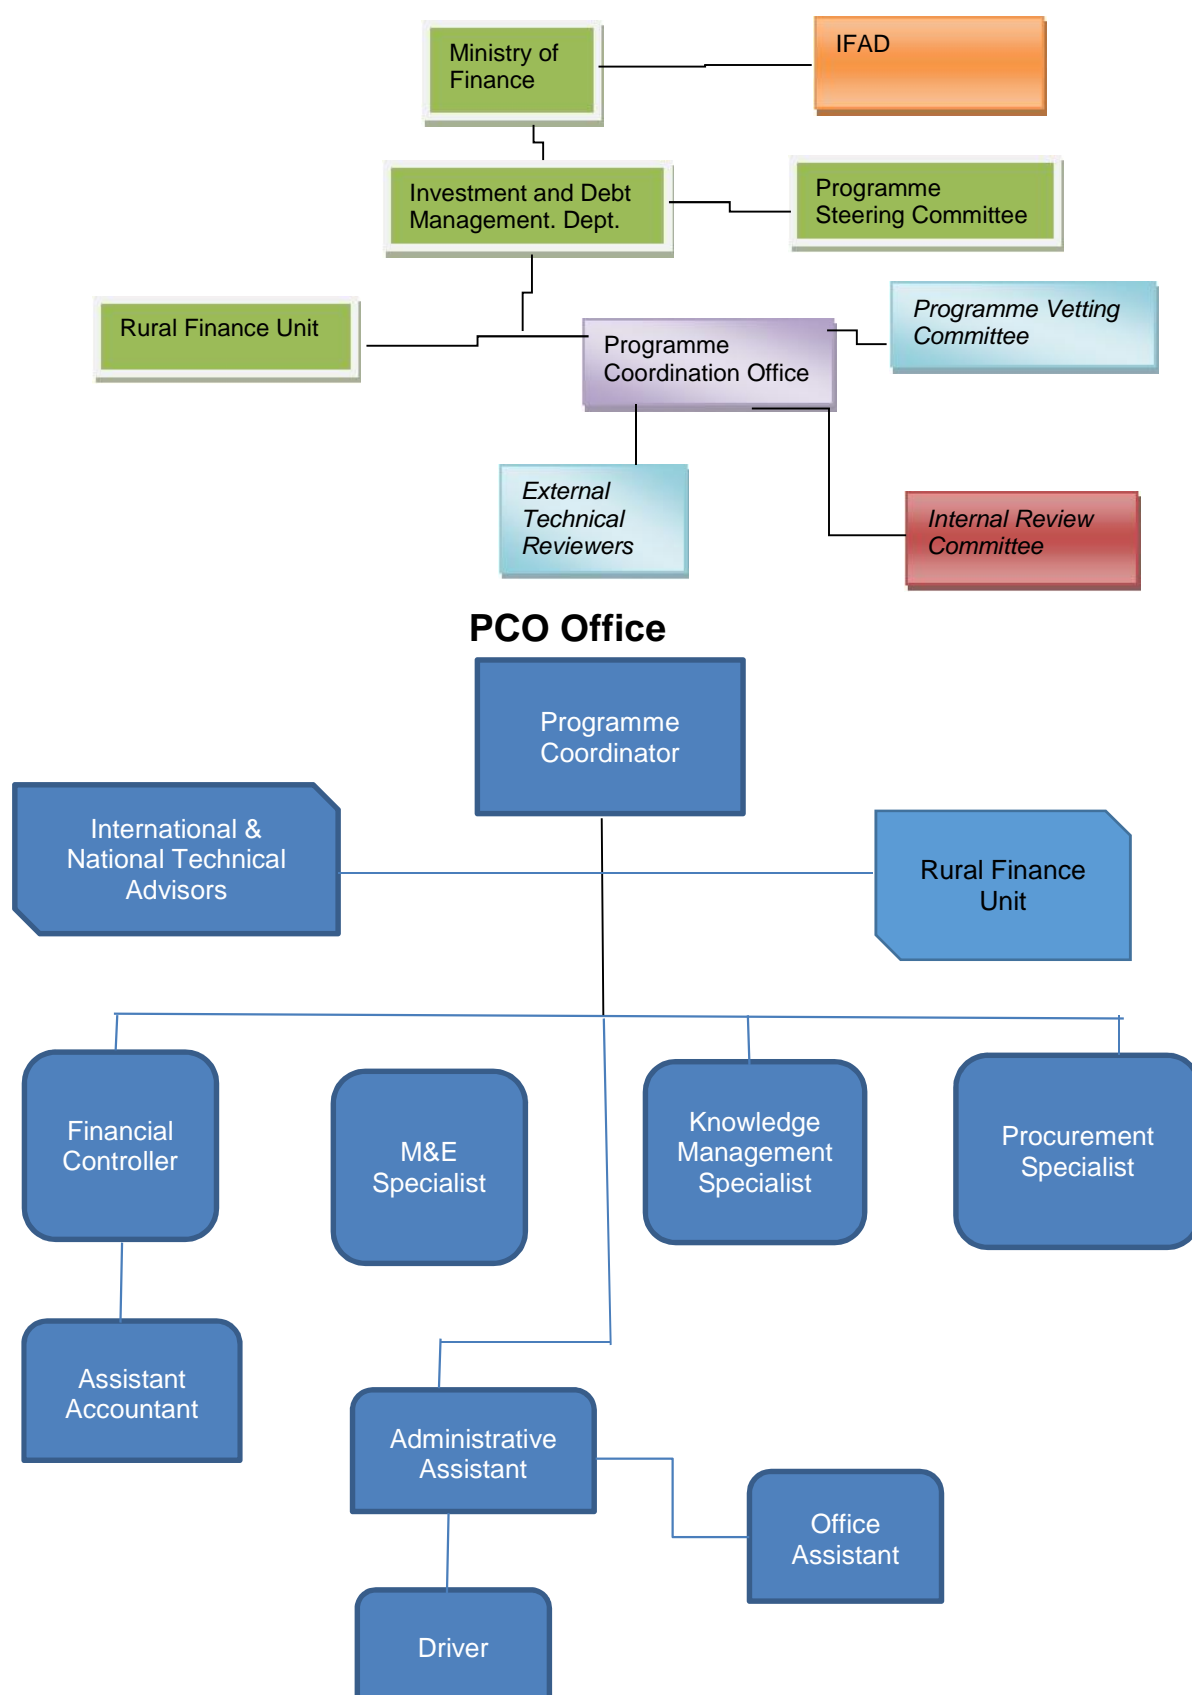 Ministry of
Finance
IFAD
Investment and Debt
Management. Dept.
Programme
Steering Committee
Rural Finance Unit
Programme
Coordination Office
Programme Vetting
Committee
External
Technical
Reviewers
Internal Review
Committee
PCO Office
Programme
Coordinator
International &
National Technical
Advisors
Rural Finance
Unit
Financial
Controller
M&E
Specialist
Knowledge
Management
Specialist
Procurement
Specialist
Assistant
Accountant
Administrative
Assistant
Office
Assistant
Driver